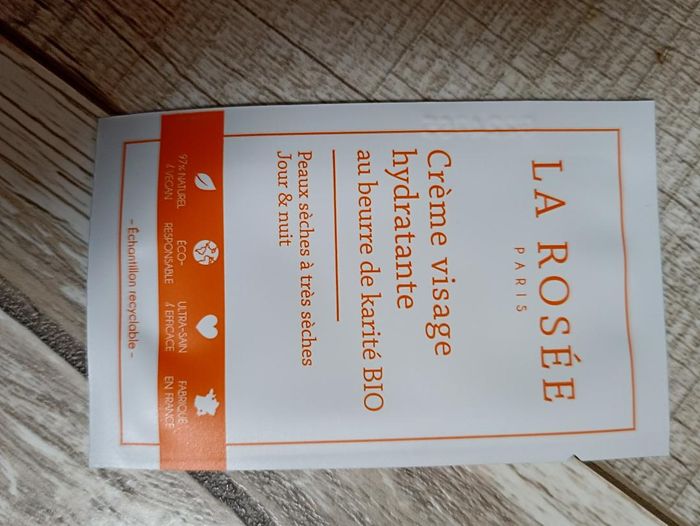 LA ROSÉE
PARIS
Crème visage
hydratante
au beurre de karité BIO
Peaux sèches à très sèches
Jour & nuit
97% NATUREL
& VEGAN
ÉCO-
RESPONSABLE
ULTRA-SAIN
& EFFICACE
FABRIQUÉ
EN FRANCE
- Échantillon recyclable -